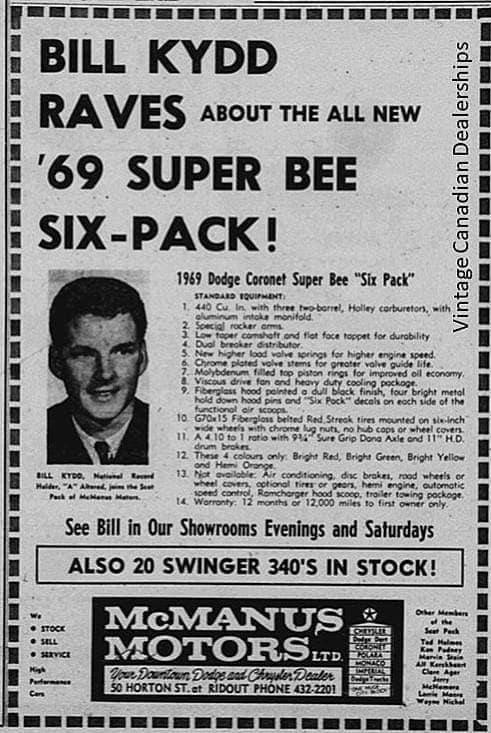 BILL KYDD
RAVES ABOUT THE ALL NEW
'69 SUPER BEE
SIX-PACK!
Vintage Canadian Dealerships
1969 Dodge Coronet Super Bee "Six Pack"
STANDARD EQUIPMENT:
1. 440 Cu. In. with three two-barrel, Holley carburetors, with
aluminum intake manifold.
2. Special rocker arms.
3. Low taper camshaft and flat face tappet for durability
4. Dual breaker distributor.
5. New higher load valve springs for higher engine speed.
6. Chrome plated valve stems for greater valve guide life.
7. Molybdenum filled top piston rings for improved oil economy.
8. Viscous drive fan and heavy duty cooling package.
9. Fiberglass hood painted a dull black finish, four bright metal
hold down hood pins and "Six Pack" decals on each side of the
functional air scoops.
10. G70x15 Fiberglass belted Red Streak tires mounted on six-inch
wide wheels with chrome lug nuts, no hub caps or wheel covers.
11. A 4.10 to 1 ratio with 9¾" Sure Grip Dana Axle and 11" H.D.
drum brakes.
12. These 4 colours only: Bright Red, Bright Green, Bright Yellow
and Hemi Orange.
13. Not available: Air conditioning, disc brakes, road wheels or
wheel covers, optional tires or gears, hemi engine, automatic
speed control, Ramcharger hood scoop, trailer towing package.
14. Warranty: 12 months or 12,000 miles to first owner only.
BILL KYDD, National Record
Holder, "A" Altered, joins the Scat
Pack of McManus Motors.
See Bill in Our Showrooms Evenings and Saturdays
ALSO 20 SWINGER 340'S IN STOCK!
We
• STOCK
• SELL
• SERVICE
High
Performance
Cars
McMANUS
MOTORS LTD.
Your Downtown Dodge and Chrysler Dealer
50 HORTON ST. at RIDOUT PHONE 432-2201
CHRYSLER
Dodge Dart
CORONET
POLARA
MONACO
IMPERIAL
Dodge Trucks
ONE HUGE
CITY BLOCK
Other Members
of the
Scat Pack
Ted Holmes
Ken Pudney
Marvin Stein
Alf Kerckhaert
Clare Ager
Jerry
McNamara
Lorrie Moore
Wayne Nickol